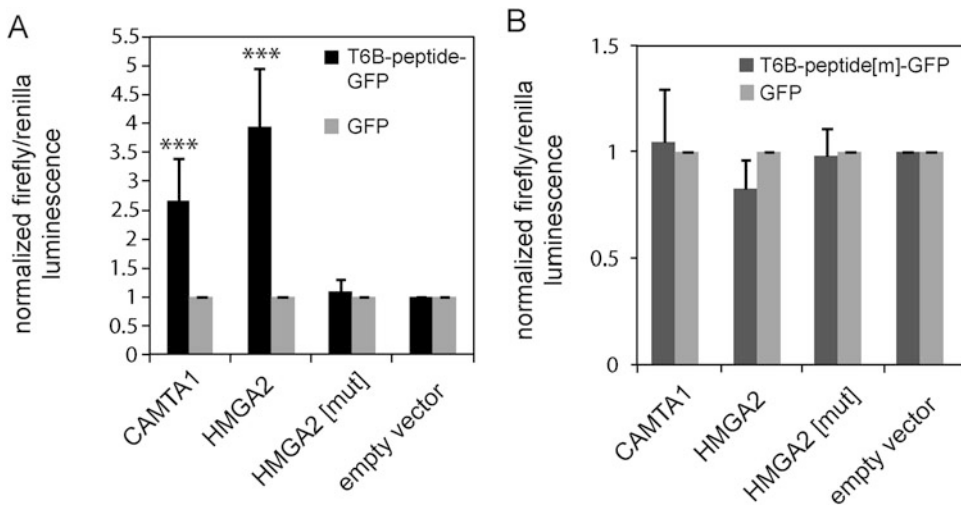 A
normalized firefly/renilla
luminescence
5.5
5
4.5
4
3.5
3
2.5
2
1.5
1
0.5
0
***
***
T6B-peptide-
GFP
GFP
CAMTA1
HMGA2
HMGA2 [mut]
empty vector
B
normalized firefly/renilla
luminescence
1.5
1
0.5
0
T6B-peptide[m]-GFP
GFP
CAMTA1
HMGA2
HMGA2 [mut]
empty vector